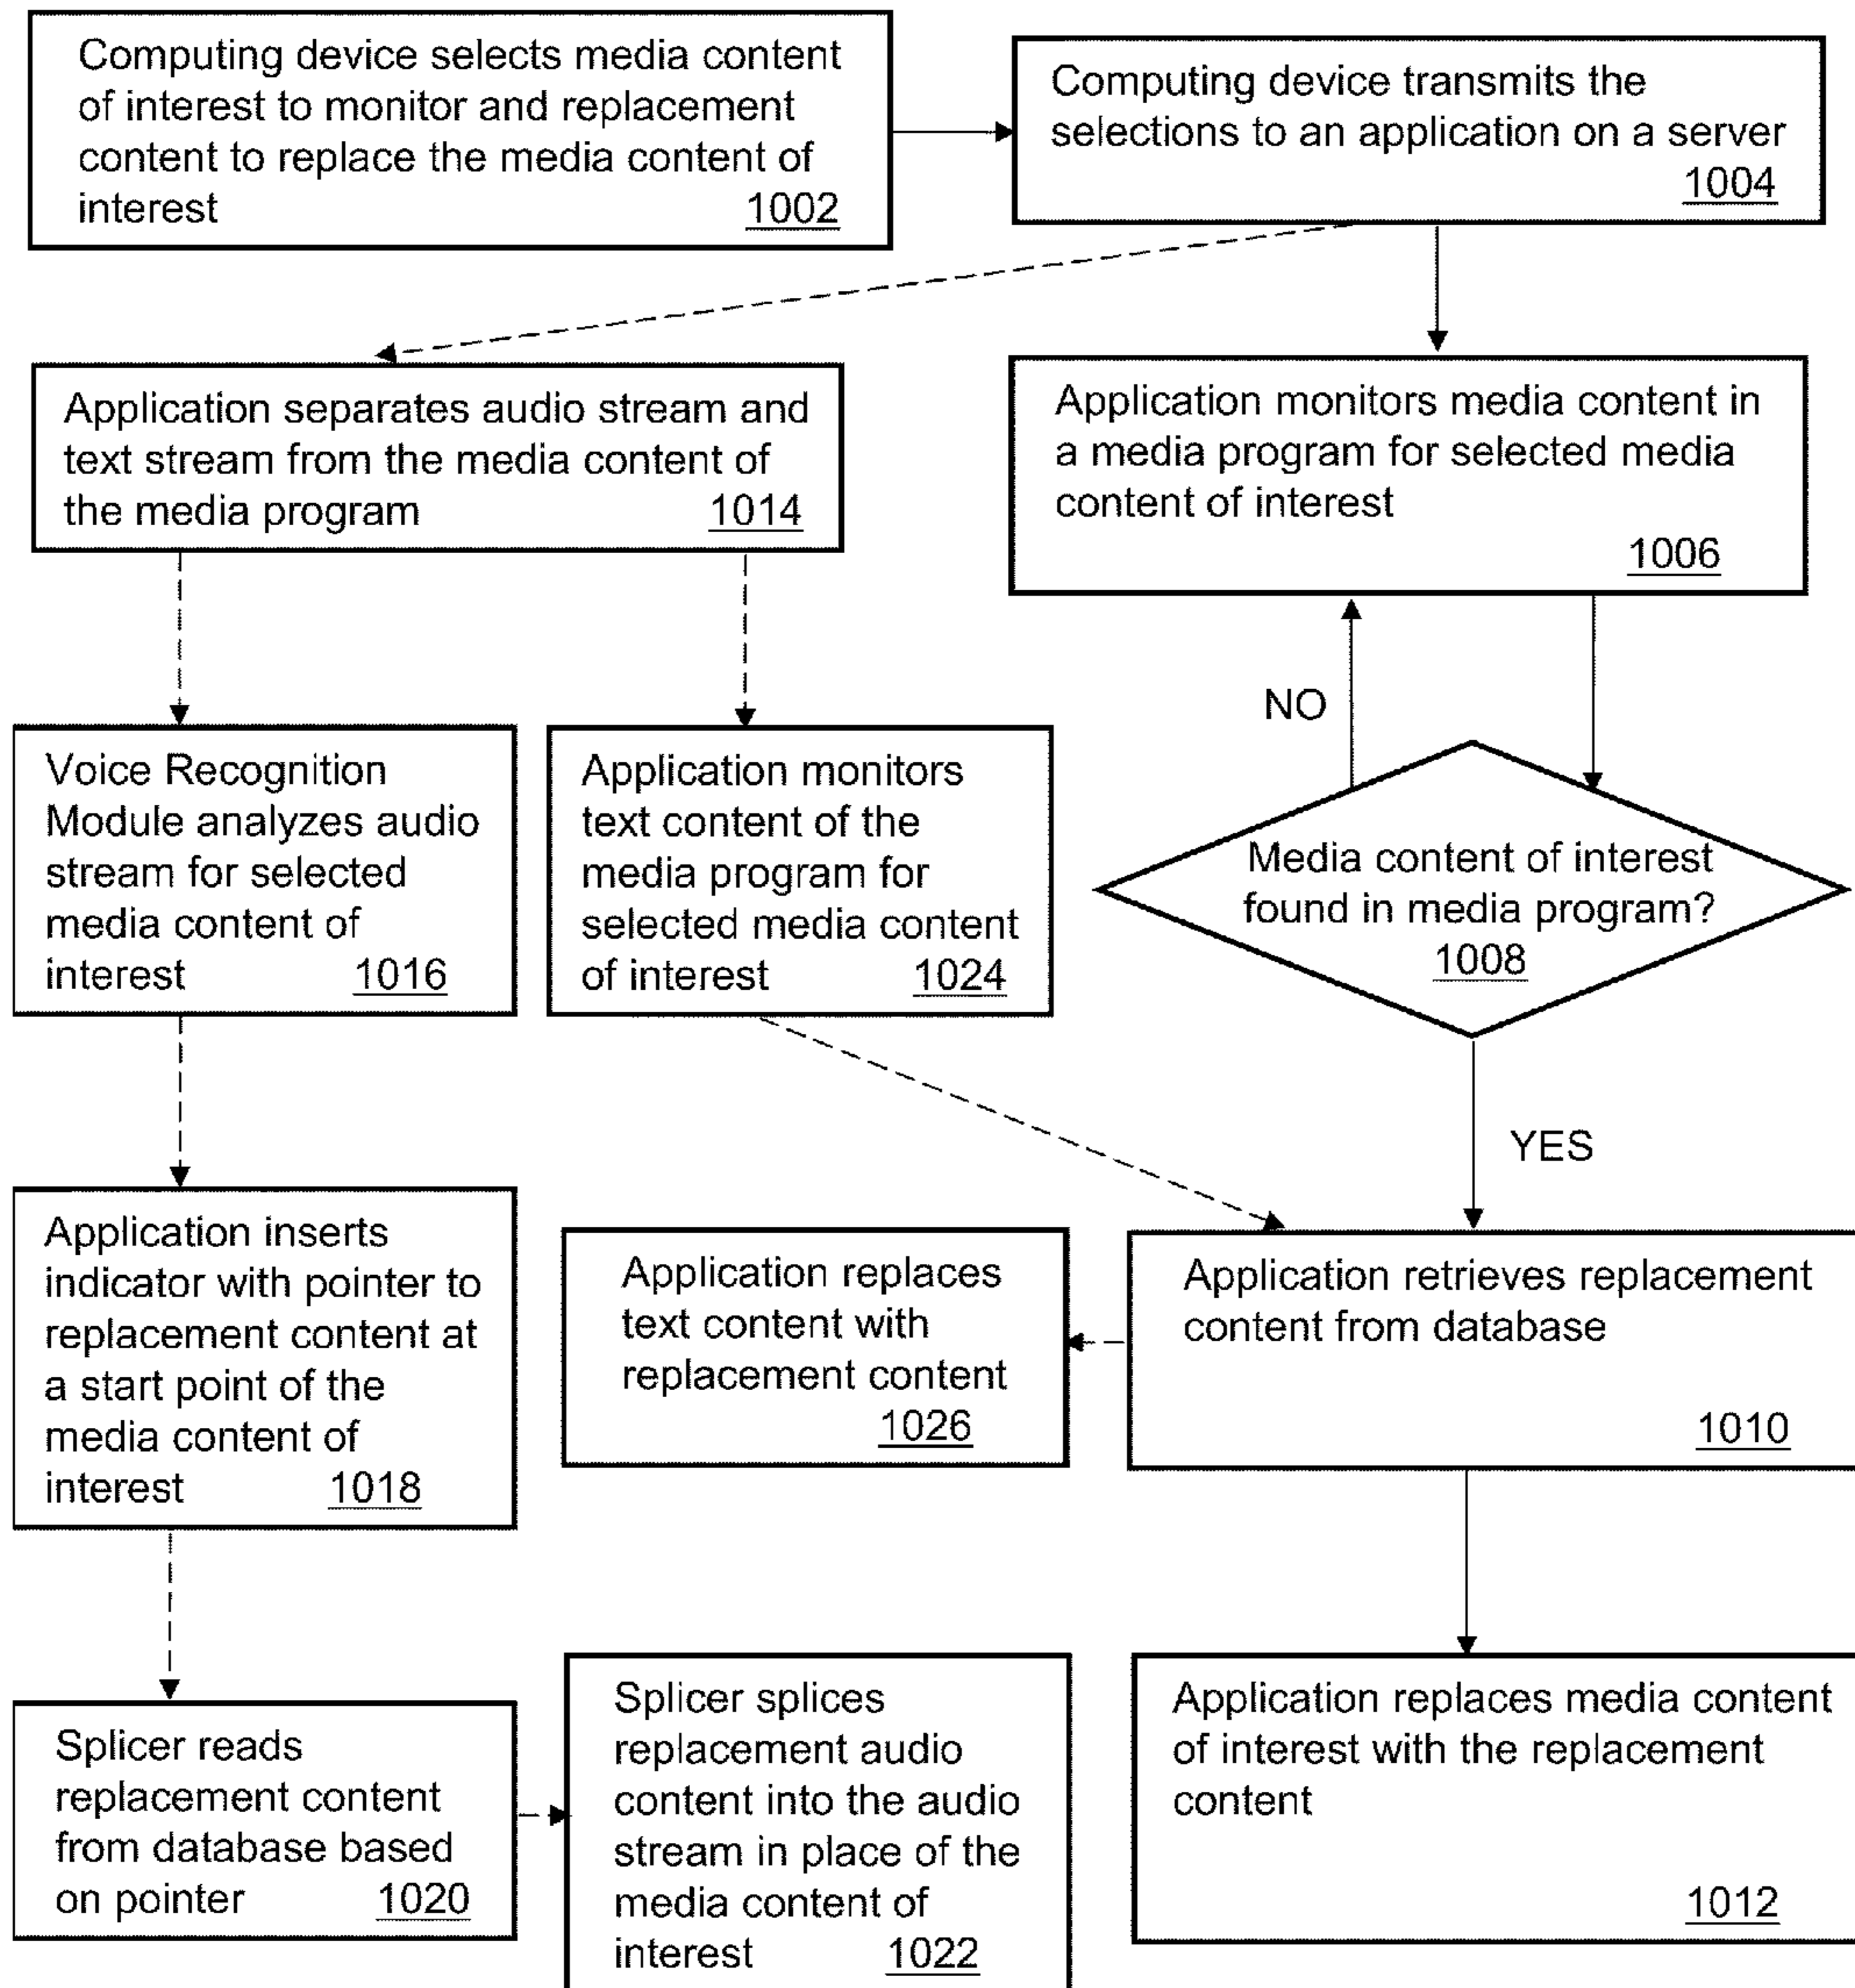 Computing device selects media content
of interest to monitor and replacement
content to replace the media content of
interest 1002
Computing device transmits the
selections to an application on a server
1004
Application separates audio stream and
text stream from the media content of
the media program 1014
Application monitors media content in
a media program for selected media
content of interest
1006
NO
Voice Recognition
Module analyzes audio
stream for selected
media content of
interest 1016
Application monitors
text content of the
media program for
selected media content
of interest 1024
Media content of interest
found in media program?
1008
YES
Application inserts
indicator with pointer to
replacement content at
a start point of the
media content of
interest 1018
Application replaces
text content with
replacement content
1026
Application retrieves replacement
content from database
1010
Splicer reads
replacement content
from database based
on pointer 1020
Splicer splices
replacement audio
content into the audio
stream in place of the
media content of
interest 1022
Application replaces media content
of interest with the replacement
content
1012